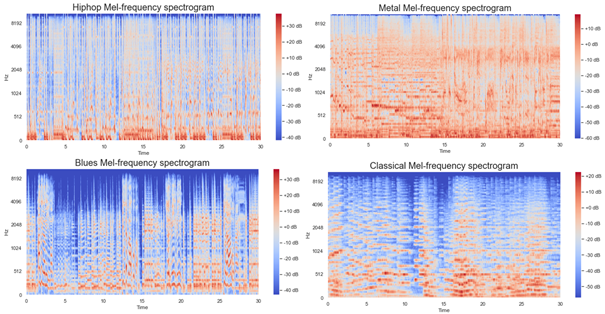 Hiphop Mel-frequency spectrogram
8192
4096
2048
1024
512
0
Hz
0 5 10 15 20 25 30
Time
+30 dB
+20 dB
+10 dB
+0 dB
-10 dB
-20 dB
-30 dB
-40 dB
Metal Mel-frequency spectrogram
8192
4096
2048
1024
512
0
Hz
0 5 10 15 20 25 30
Time
+10 dB
+0 dB
-10 dB
-20 dB
-30 dB
-40 dB
-50 dB
-60 dB
Blues Mel-frequency spectrogram
8192
4096
2048
1024
512
0
Hz
0 5 10 15 20 25 30
Time
+30 dB
+20 dB
+10 dB
+0 dB
-10 dB
-20 dB
-30 dB
-40 dB
Classical Mel-frequency spectrogram
8192
4096
2048
1024
512
0
Hz
0 5 10 15 20 25 30
Time
+20 dB
+10 dB
+0 dB
-10 dB
-20 dB
-30 dB
-40 dB
-50 dB